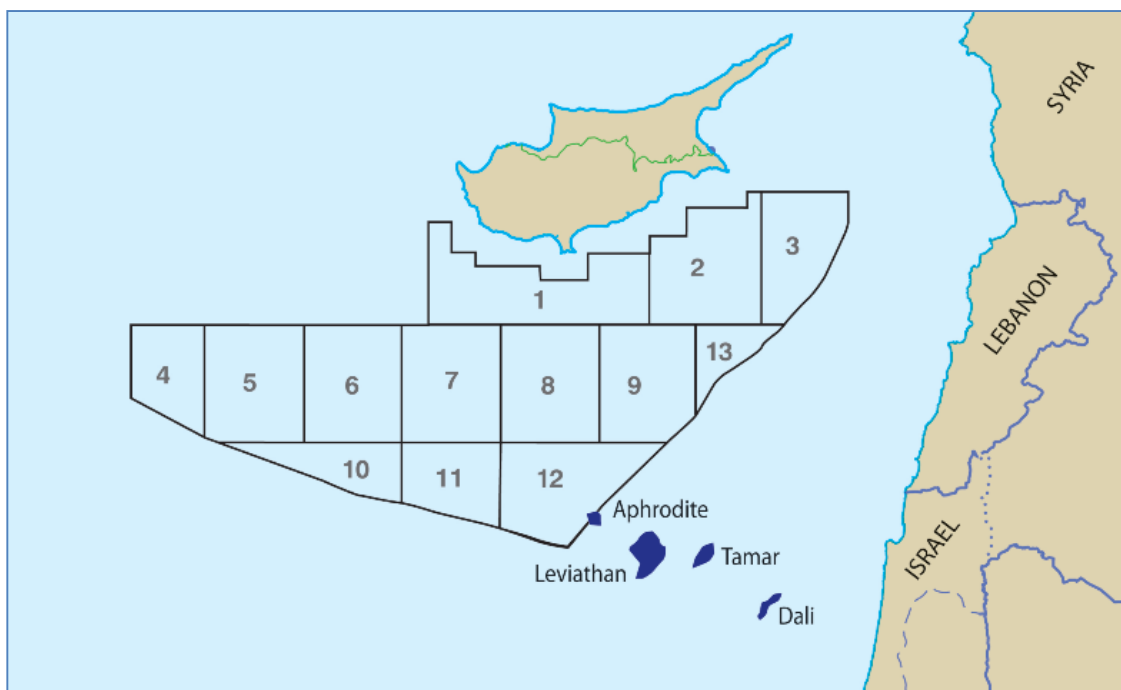 SYRIA
LEBANON
ISRAEL
1
2
3
4
5
6
7
8
9
13
10
11
12
Aphrodite
Leviathan
Tamar
Dali